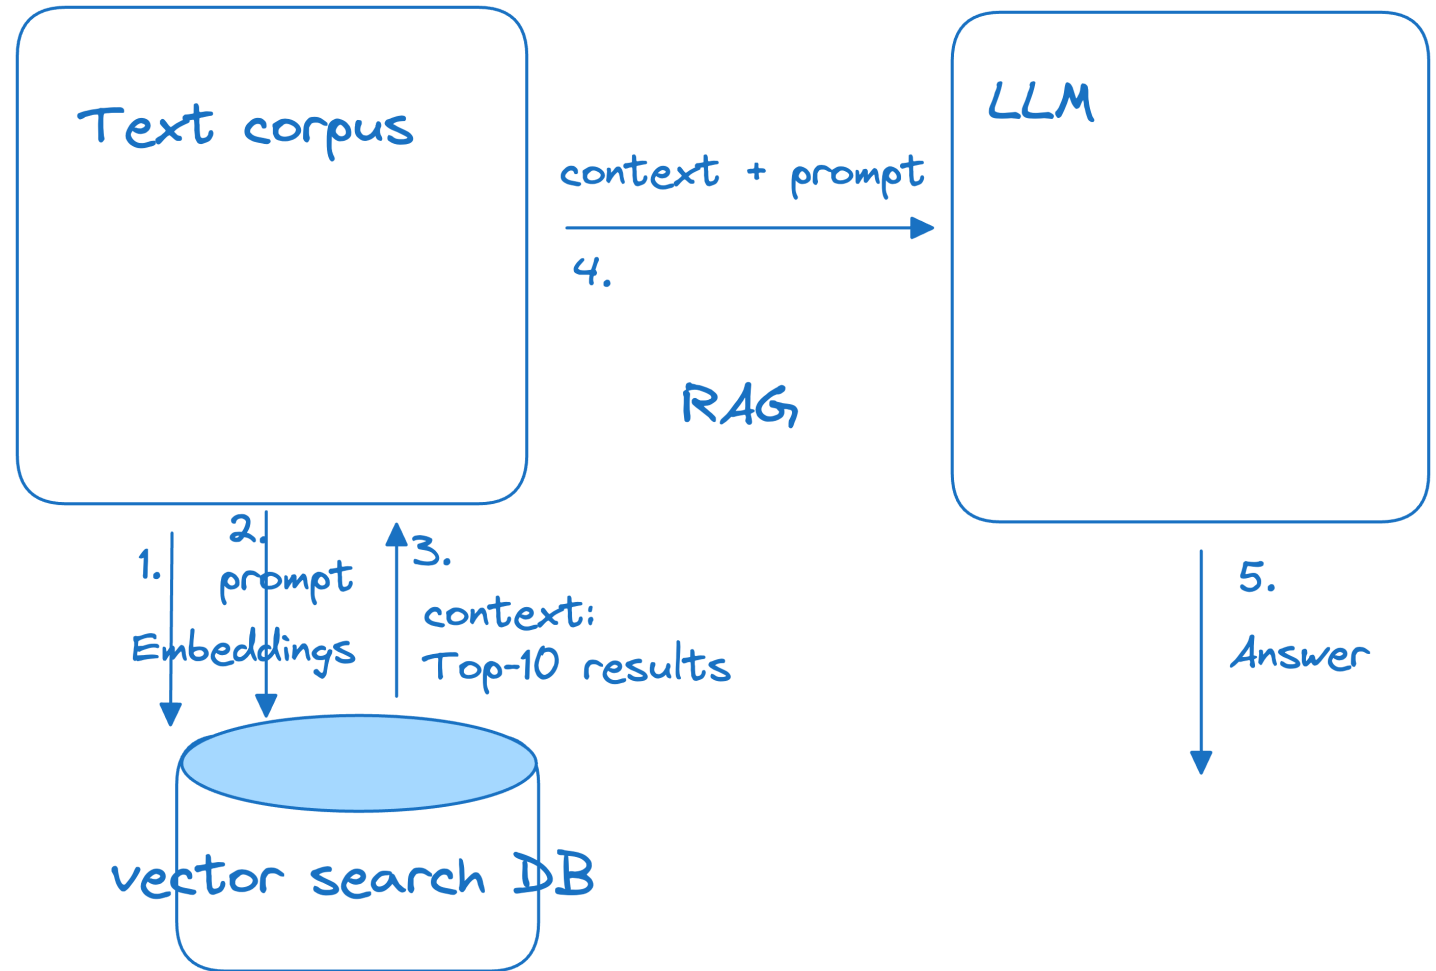 Text corpus
LLM
context + prompt
4.
RAG
1.
2.
prompt
Embeddings
3.
context:
Top-10 results
5.
Answer
vector search DB